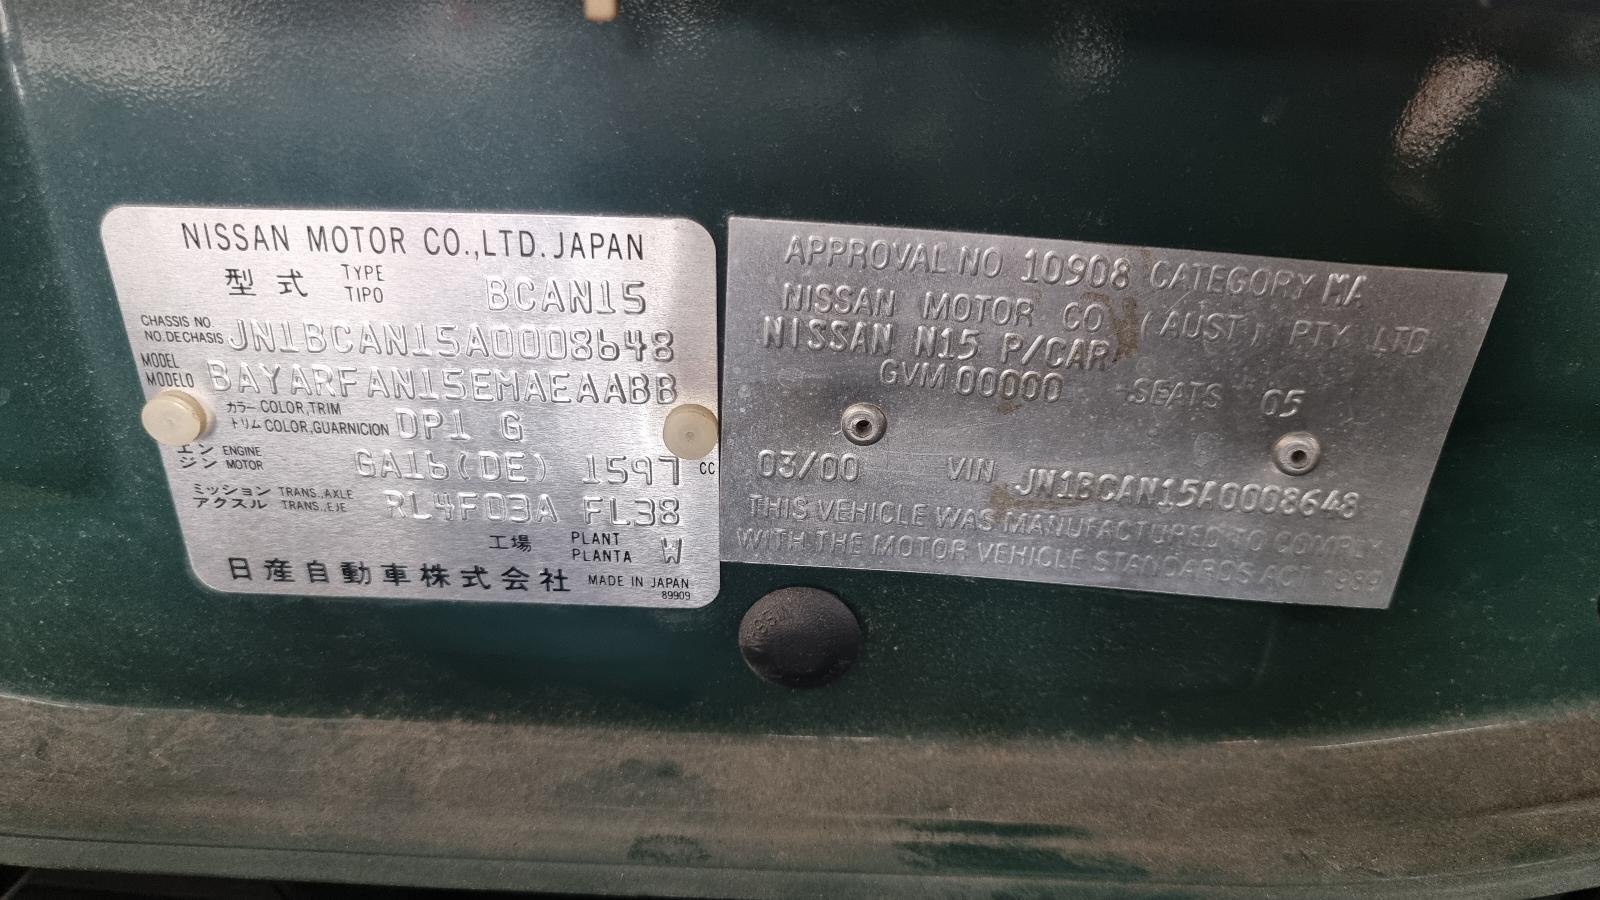 NISSAN MOTOR CO.,LTD. JAPAN
型式 TYPE TIPO BCAN15
CHASSIS NO. NO.DE CHASIS JN1BCAN15A0008648
MODEL MODELO BAYARFAN15EMAEAABB
カラー COLOR,TRIM
トリム COLOR,GUARNICION DP1 G
エンジン ENGINE MOTOR GA16(DE) 1597 CC
ミッション TRANS.,AXLE
アクスル TRANS.,EJE RL4F03A FL38
工場 PLANT PLANTA W
日産自動車株式会社 MADE IN JAPAN
89909
APPROVAL NO 10908 CATEGORY MA
NISSAN MOTOR CO (AUST) PTY LTD
NISSAN N15 P/CAR
GVM 00000 SEATS 05
03/00 VIN JN1BCAN15A0008648
THIS VEHICLE WAS MANUFACTURED TO COMPLY
WITH THE MOTOR VEHICLE STANDARDS ACT 1989